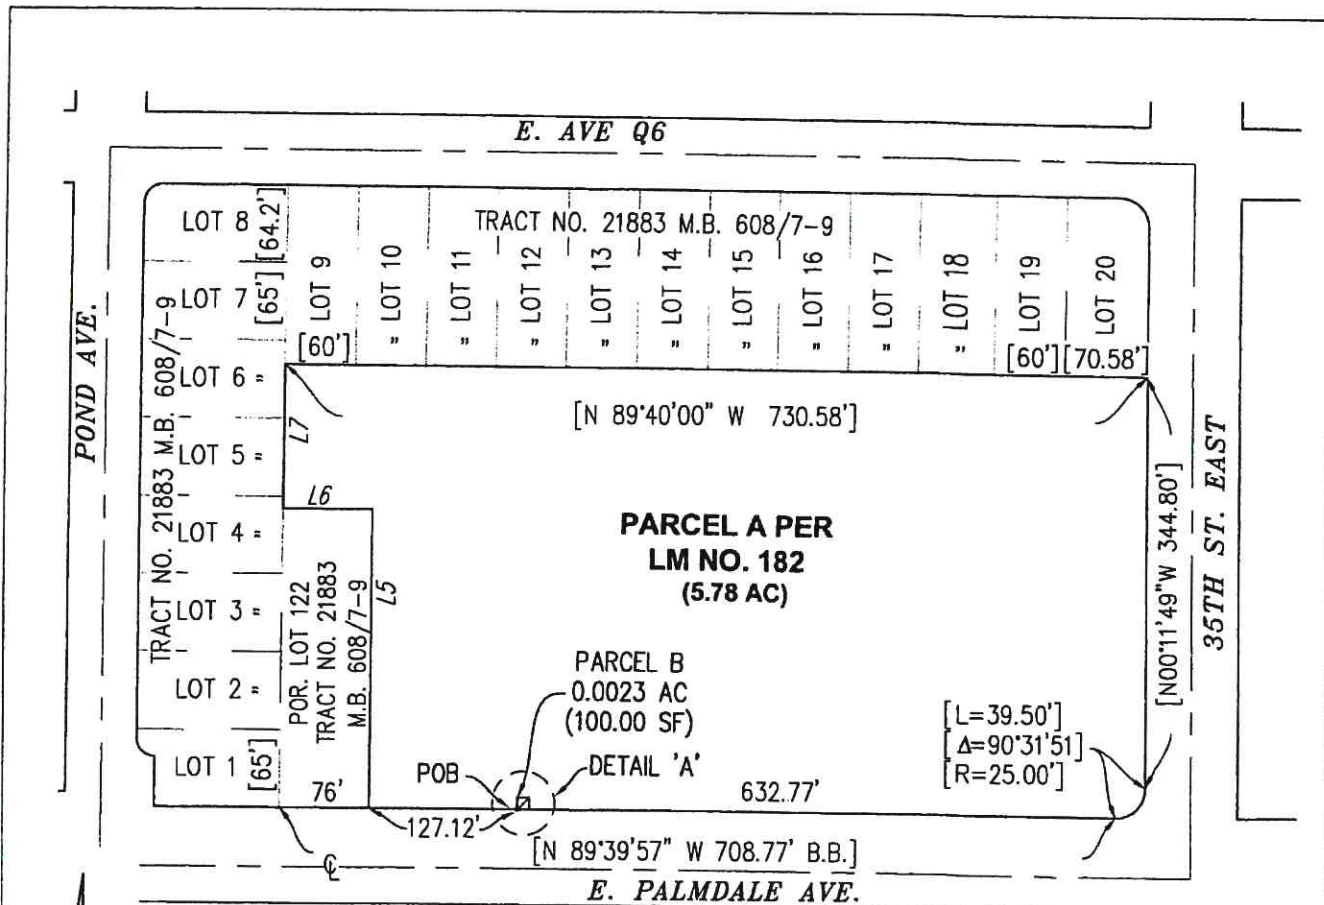 E. AVE Q6
POND AVE.
35TH ST. EAST
E. PALMDALE AVE.
TRACT NO. 21883 M.B. 608/7-9
TRACT NO. 21883 M.B. 608/7-9
LOT 8
[64.2']
LOT 7
[65']
LOT 6 =
LOT 5 =
LOT 4 =
LOT 3 =
LOT 2 =
LOT 1
[65']
LOT 9
LOT 10
"
LOT 11
"
LOT 12
"
LOT 13
"
LOT 14
"
LOT 15
"
LOT 16
"
LOT 17
"
LOT 18
"
LOT 19
LOT 20
[60']
[60']
[70.58']
[N 89°40'00" W 730.58']
L7
L6
L5
POR. LOT 122
TRACT NO. 21883
M.B. 608/7-9
PARCEL A PER
LM NO. 182
(5.78 AC)
[N00°11'49"W 344.80']
PARCEL B
0.0023 AC
(100.00 SF)
POB
DETAIL 'A'
[L=39.50']
[Δ=90°31'51]
[R=25.00']
76'
632.77'
127.12'
[N 89°39'57" W 708.77' B.B.]
℄